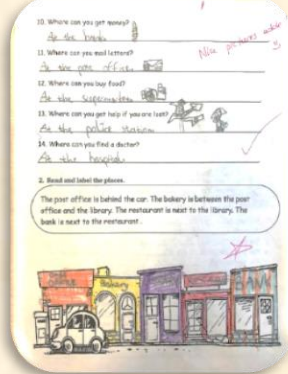 10. Where can you get money?
At the bank
11. Where can you mail letters?
At the post office
12. Where can you buy food?
At the supermarket
13. Where can you get help if you are lost?
At the police station
14. Where can you find a doctor?
At the hospital
Nice pictures
2. Read and label the places.
The post office is behind the car. The bakery is between the post
office and the library. The restaurant is next to the library. The
bank is next to the restaurant.
office
Bakery